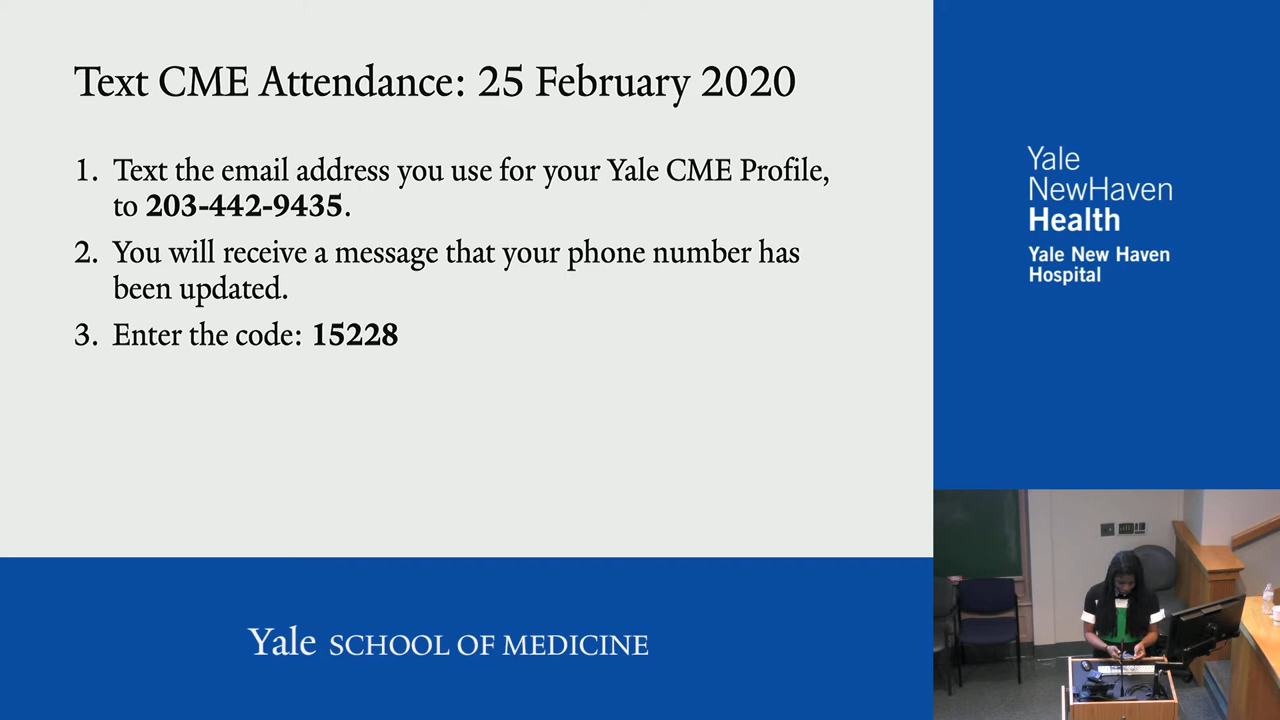 Text CME Attendance: 25 February 2020
1. Text the email address you use for your Yale CME Profile,
to 203-442-9435.
2. You will receive a message that your phone number has
been updated.
3. Enter the code: 15228
Yale SCHOOL OF MEDICINE
Yale
NewHaven
Health
Yale New Haven
Hospital